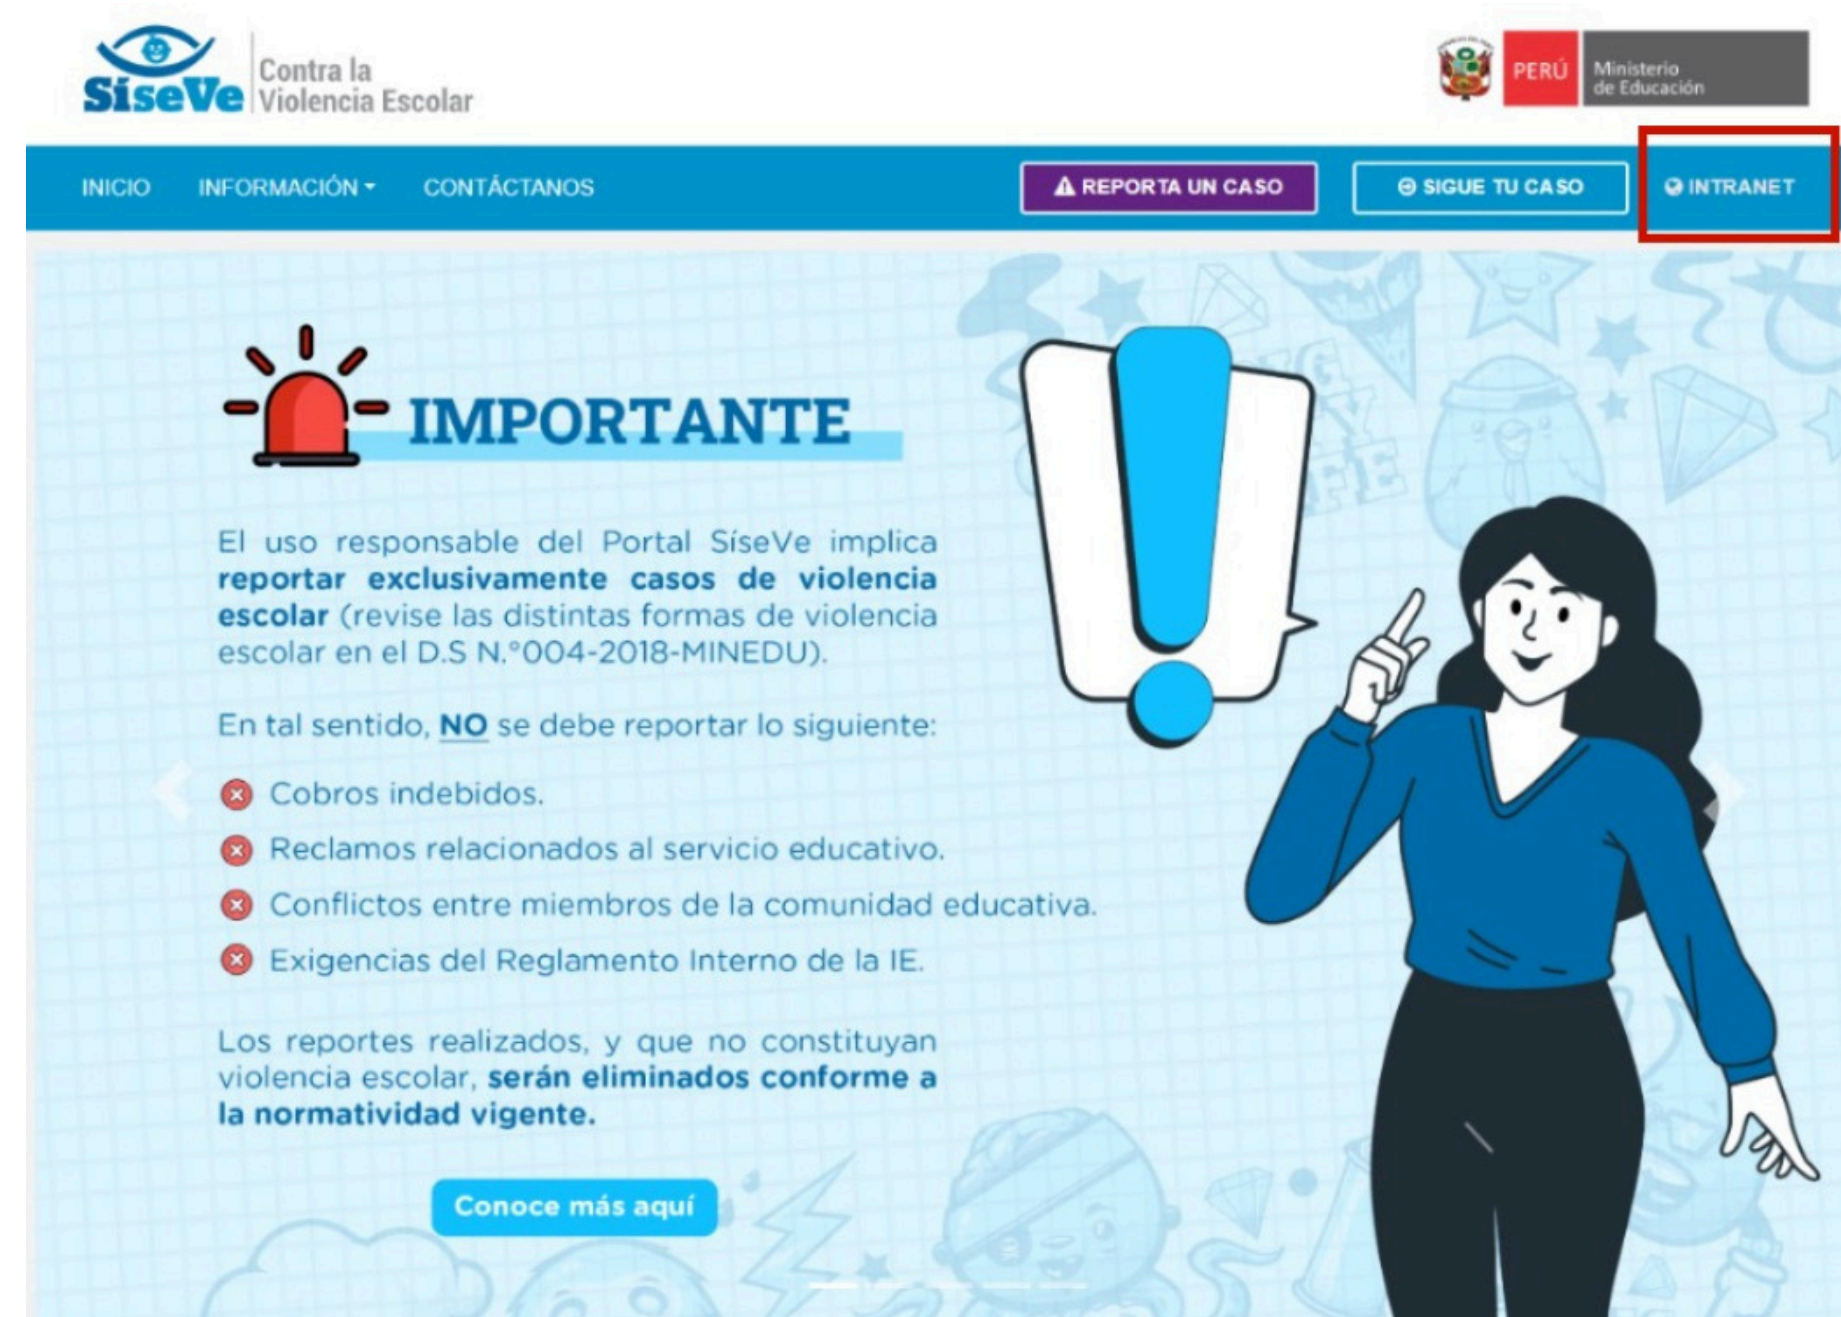 SíseVe
Contra la
Violencia Escolar
PERÚ
Ministerio
de Educación
INICIO
INFORMACIÓN
CONTÁCTANOS
REPORTA UN CASO
SIGUE TU CASO
INTRANET
IMPORTANTE
El uso responsable del Portal SíseVe implica
reportar exclusivamente casos de violencia
escolar (revise las distintas formas de violencia
escolar en el D.S N.°004-2018-MINEDU).
En tal sentido, NO se debe reportar lo siguiente:
Cobros indebidos.
Reclamos relacionados al servicio educativo.
Conflictos entre miembros de la comunidad educativa.
Exigencias del Reglamento Interno de la IE.
Los reportes realizados, y que no constituyan
violencia escolar, serán eliminados conforme a
la normatividad vigente.
Conoce más aquí